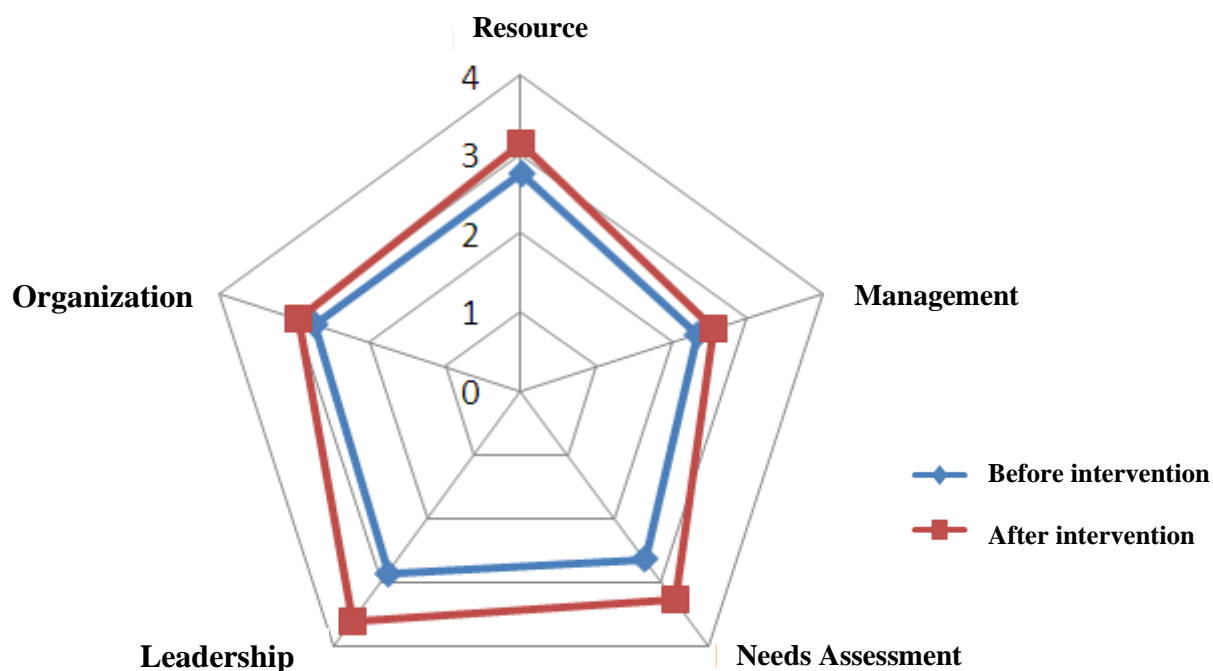 Resource
4
3
2
1
0
Organization
Management
Before intervention
After intervention
Leadership
Needs Assessment